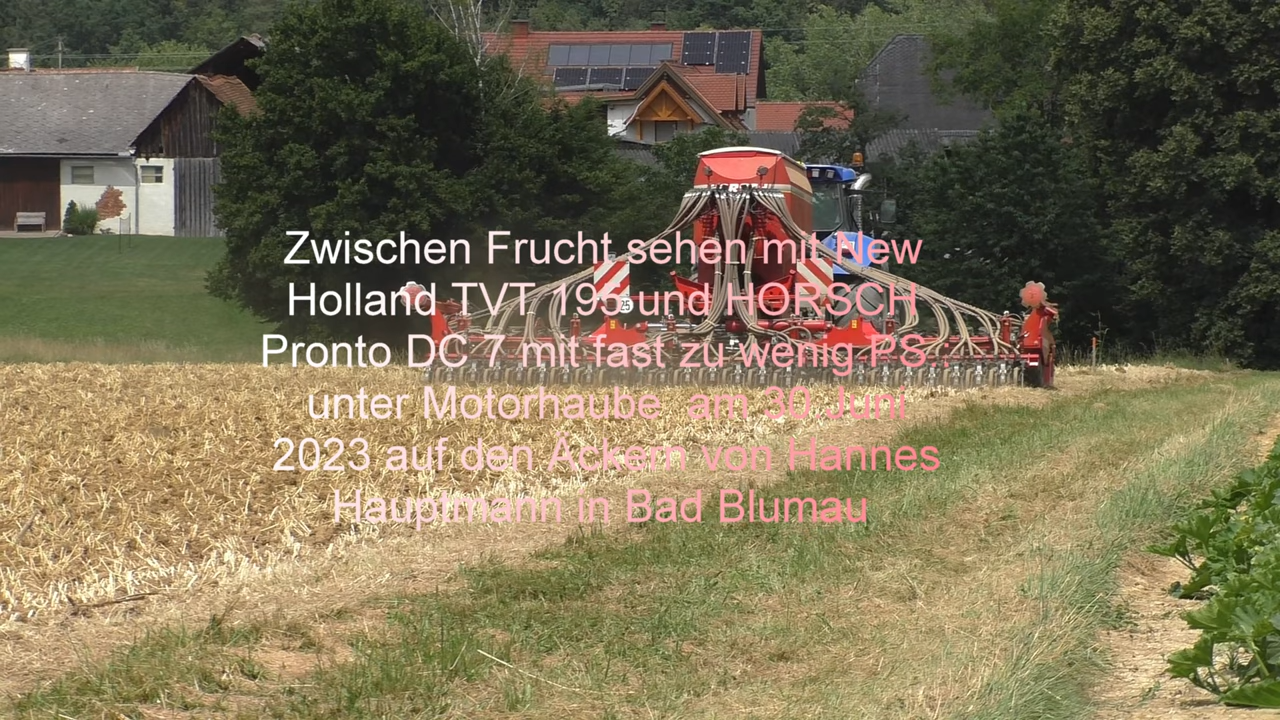 Zwischen Frucht sehen mit New
Holland TVT 195 und HORSCH
Pronto DC 7 mit fast zu wenig PS
unter Motorhaube am 30.Juni
2023 auf den Äckern von Hannes
Hauptmann in Bad Blumau
25